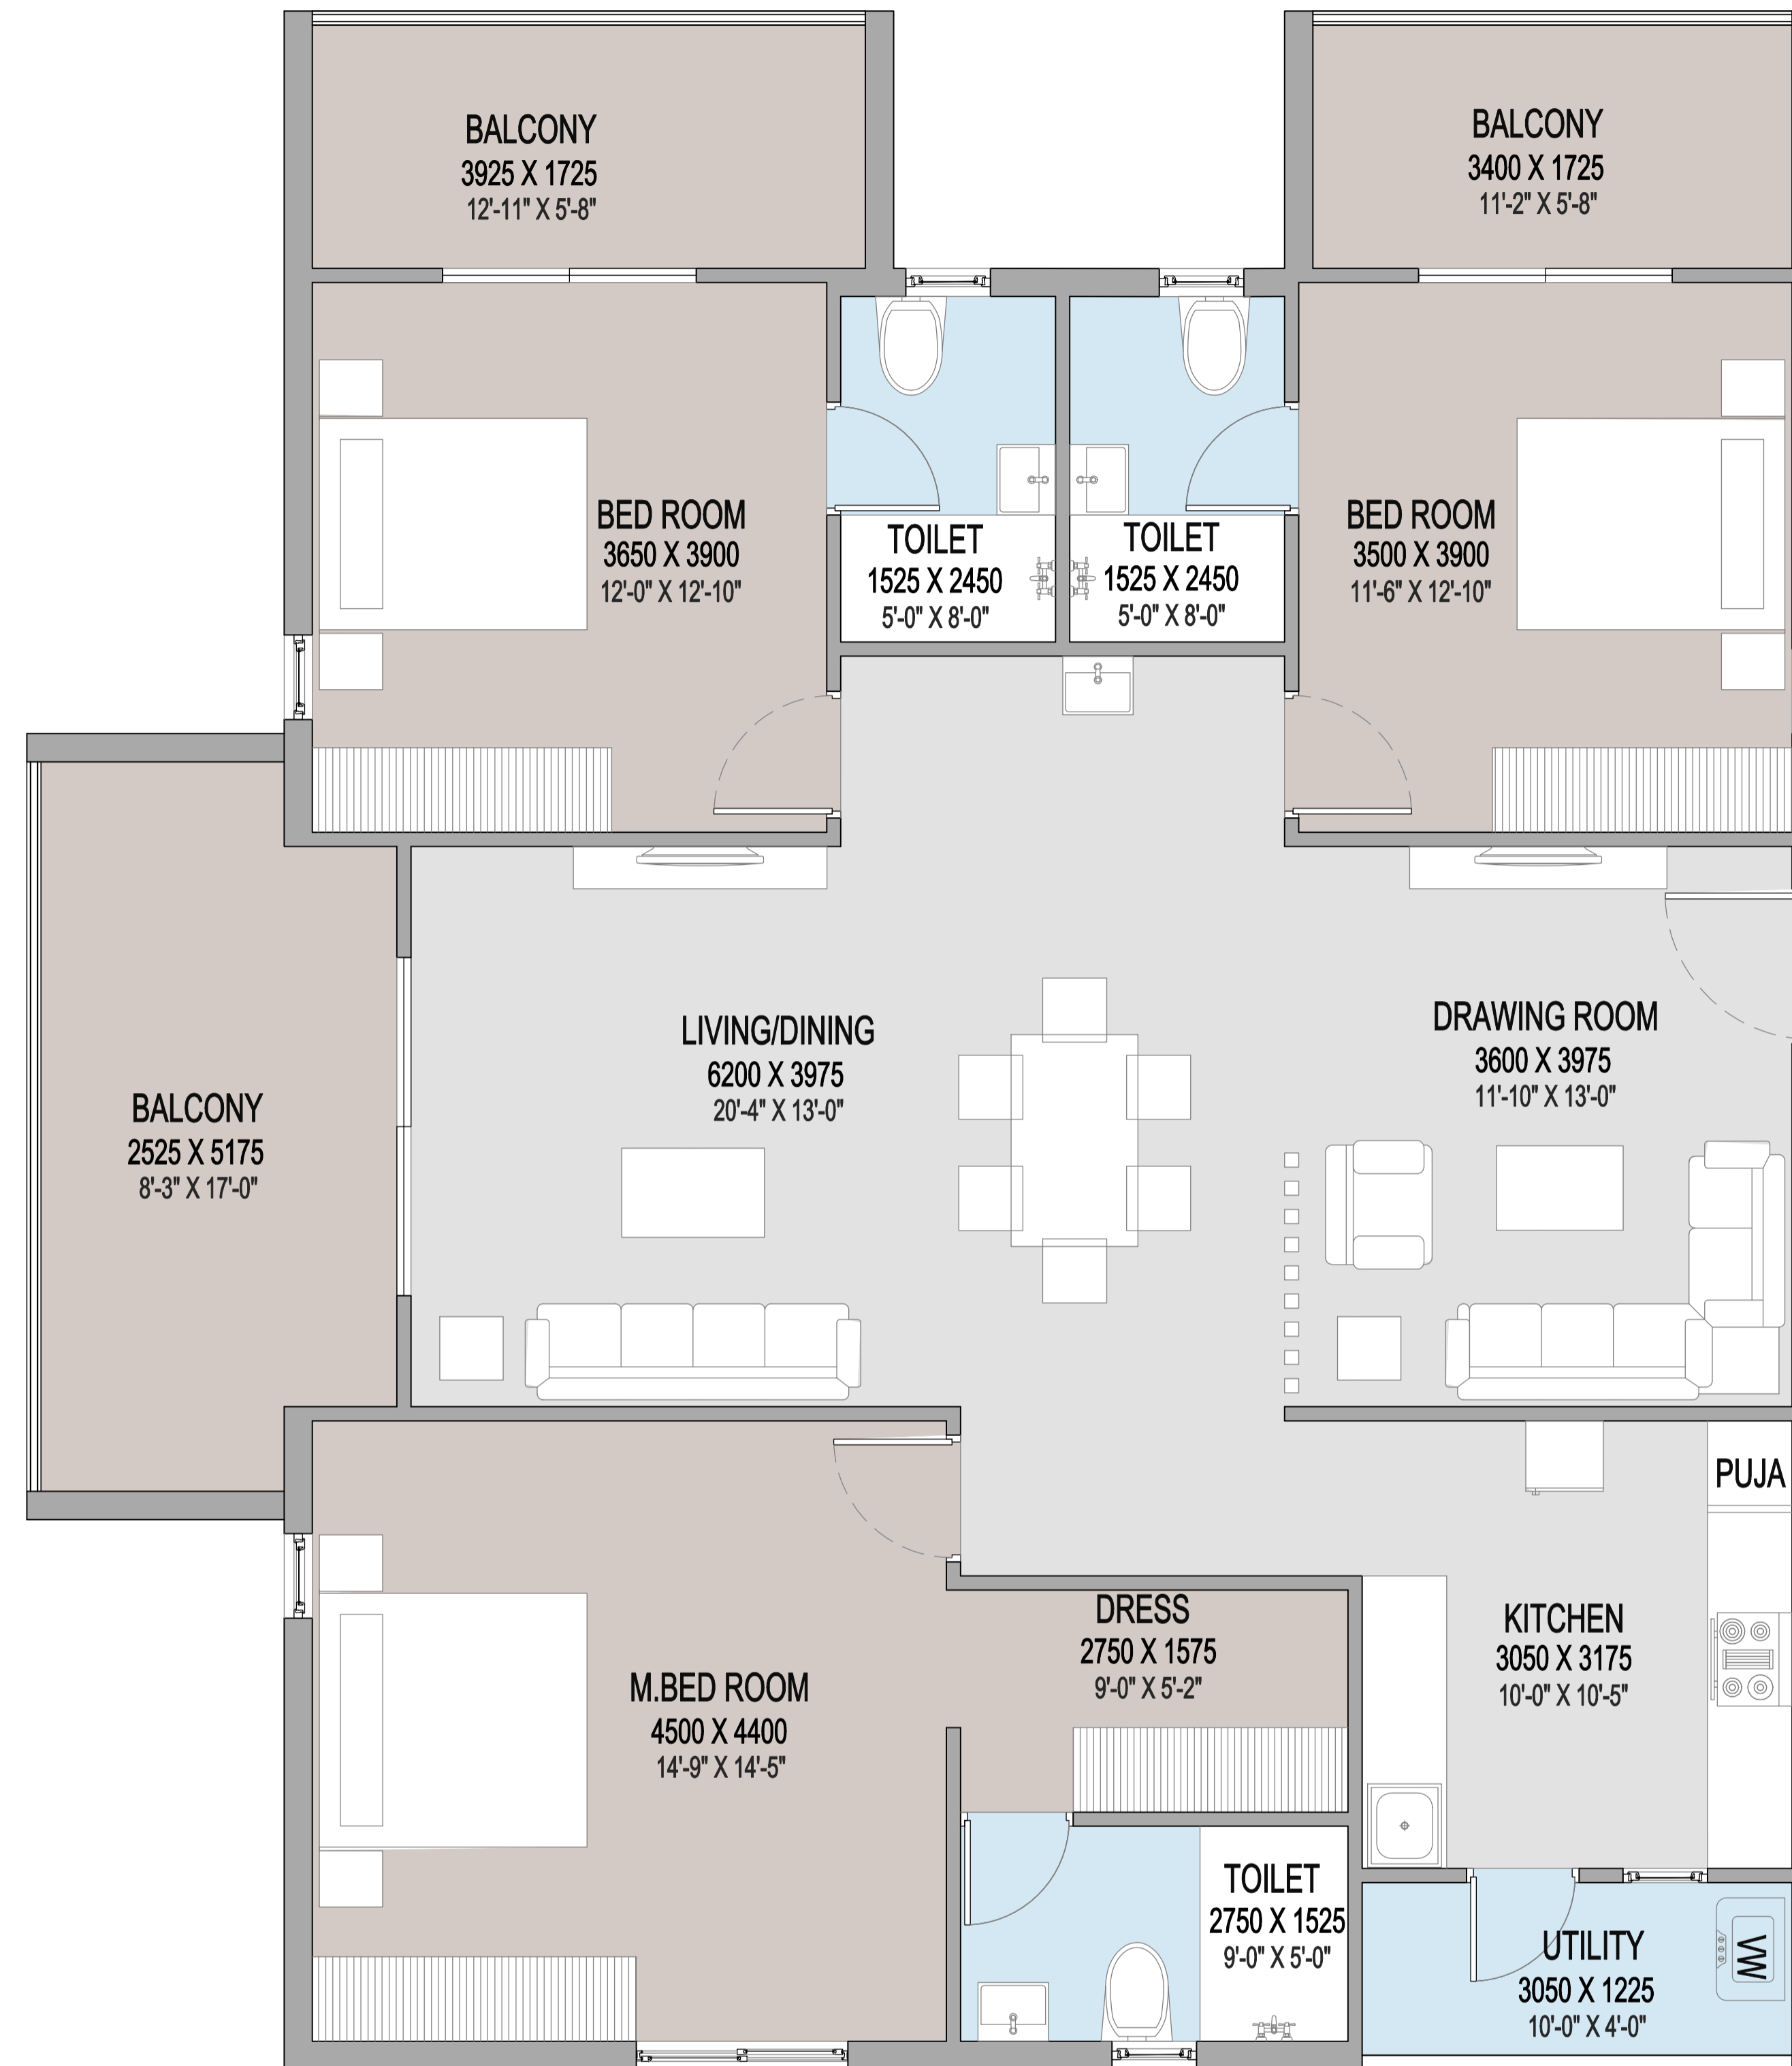 BALCONY
3925 X 1725
12'-11" X 5'-8"
BALCONY
3400 X 1725
11'-2" X 5'-8"
BED ROOM
3650 X 3900
12'-0" X 12'-10"
TOILET
1525 X 2450
5'-0" X 8'-0"
TOILET
1525 X 2450
5'-0" X 8'-0"
BED ROOM
3500 X 3900
11'-6" X 12'-10"
BALCONY
2525 X 5175
8'-3" X 17'-0"
LIVING/DINING
6200 X 3975
20'-4" X 13'-0"
DRAWING ROOM
3600 X 3975
11'-10" X 13'-0"
PUJA
M.BED ROOM
4500 X 4400
14'-9" X 14'-5"
DRESS
2750 X 1575
9'-0" X 5'-2"
KITCHEN
3050 X 3175
10'-0" X 10'-5"
TOILET
2750 X 1525
9'-0" X 5'-0"
UTILITY
3050 X 1225
10'-0" X 4'-0"
W